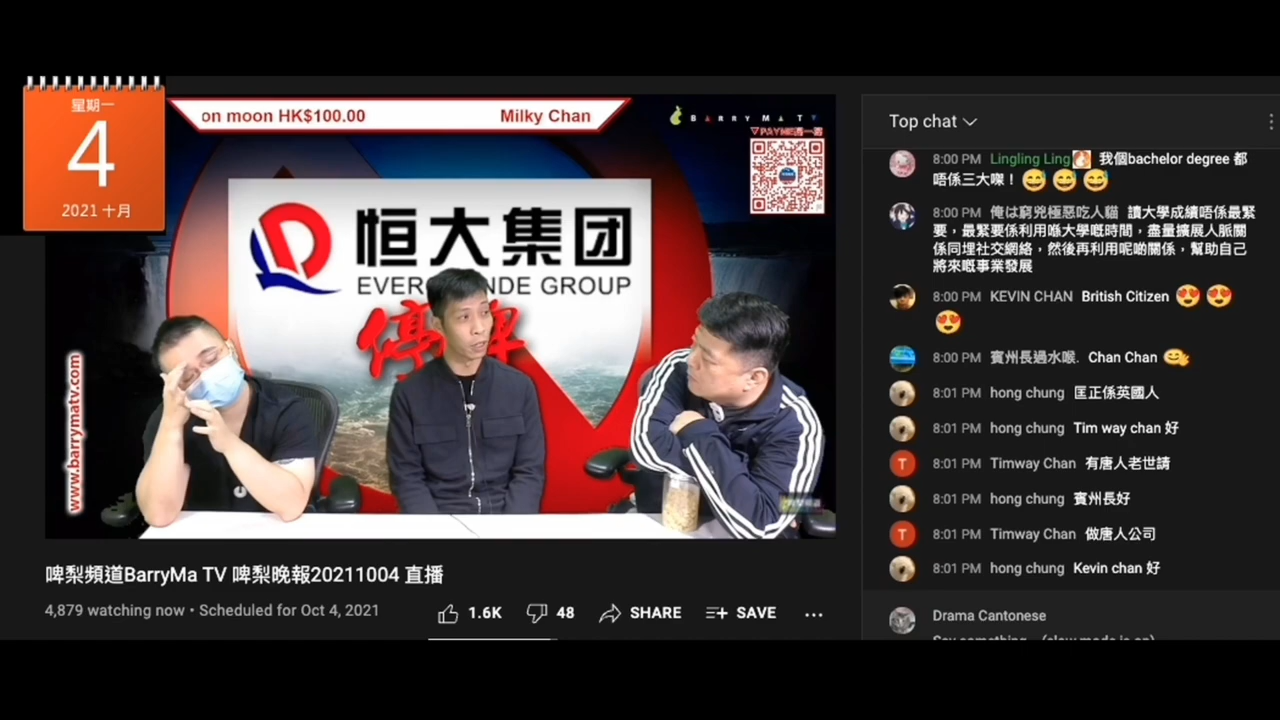 星期一
4
2021 十月
on moon HK$100.00
Milky Chan
BARRYMATV
恒大集团
EVERGRANDE GROUP
停牌
www.barrymatv.com
啤梨頻道BarryMa TV 啤梨晚報20211004 直播
4,879 watching now • Scheduled for Oct 4, 2021
1.6K
48
SHARE
SAVE
Top chat
8:00 PM Lingling Ling 我個bachelor degree 都
唔係三大㗎！
8:00 PM 俺は窮兇極惡吃人貓 讀大學成績唔係最緊
要，最緊要係利用喺大學嘅時間，盡量擴展人脈關
係同埋社交網絡，然後再利用呢啲關係，幫助自己
將來嘅事業發展
8:00 PM KEVIN CHAN British Citizen
8:00 PM 賓州長過水喉. Chan Chan
8:01 PM hong chung 匡正係英國人
8:01 PM hong chung Tim way chan 好
8:01 PM Timway Chan 有唐人老世請
8:01 PM hong chung 賓州長好
8:01 PM Timway Chan 做唐人公司
8:01 PM hong chung Kevin chan 好
Drama Cantonese
Say something... (slow mode is on)